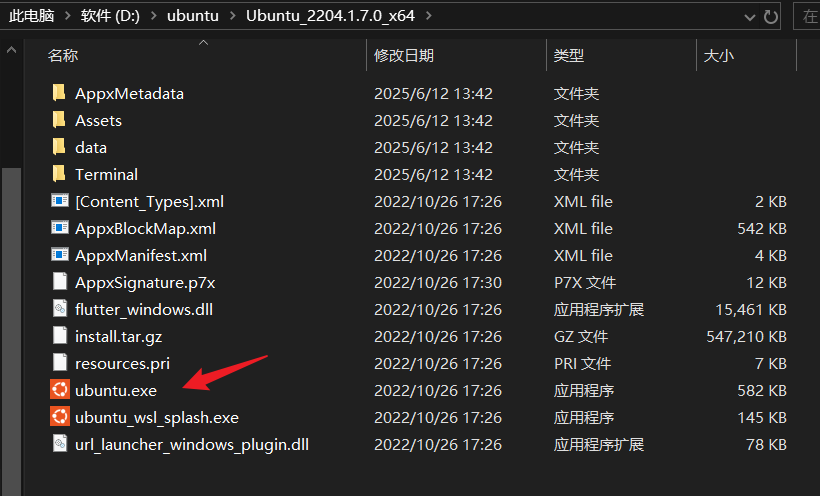 此电脑 软件 (D:) ubuntu Ubuntu_2204.1.7.0_x64 在
名称 修改日期 类型 大小
AppxMetadata 2025/6/12 13:42 文件夹
Assets 2025/6/12 13:42 文件夹
data 2025/6/12 13:42 文件夹
Terminal 2025/6/12 13:42 文件夹
[Content_Types].xml 2022/10/26 17:26 XML file 2 KB
AppxBlockMap.xml 2022/10/26 17:26 XML file 542 KB
AppxManifest.xml 2022/10/26 17:26 XML file 4 KB
AppxSignature.p7x 2022/10/26 17:30 P7X 文件 12 KB
flutter_windows.dll 2022/10/26 17:26 应用程序扩展 15,461 KB
install.tar.gz 2022/10/26 17:26 GZ 文件 547,210 KB
resources.pri 2022/10/26 17:26 PRI 文件 7 KB
ubuntu.exe 2022/10/26 17:26 应用程序 582 KB
ubuntu_wsl_splash.exe 2022/10/26 17:26 应用程序 145 KB
url_launcher_windows_plugin.dll 2022/10/26 17:26 应用程序扩展 78 KB